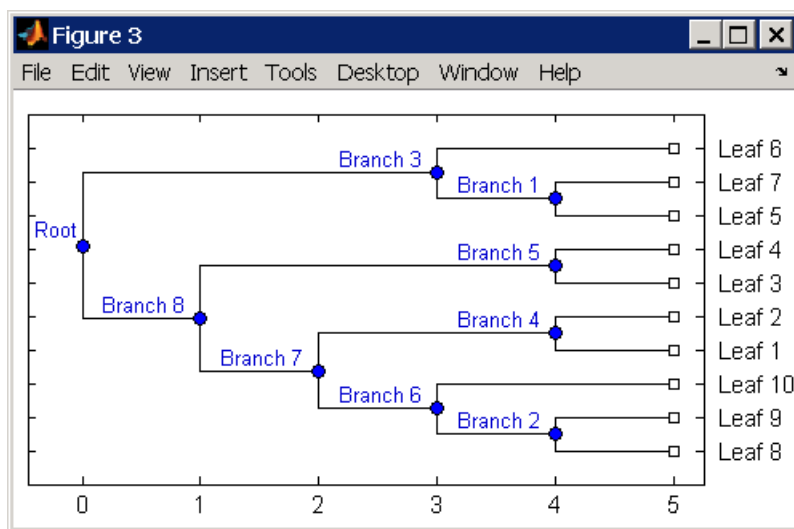 Figure 3
File Edit View Insert Tools Desktop Window Help
Branch 3
Leaf 6
Branch 1
Leaf 7
Leaf 5
Root
Branch 5
Leaf 4
Leaf 3
Branch 8
Branch 4
Leaf 2
Leaf 1
Branch 7
Branch 6
Leaf 10
Branch 2
Leaf 9
Leaf 8
0 1 2 3 4 5